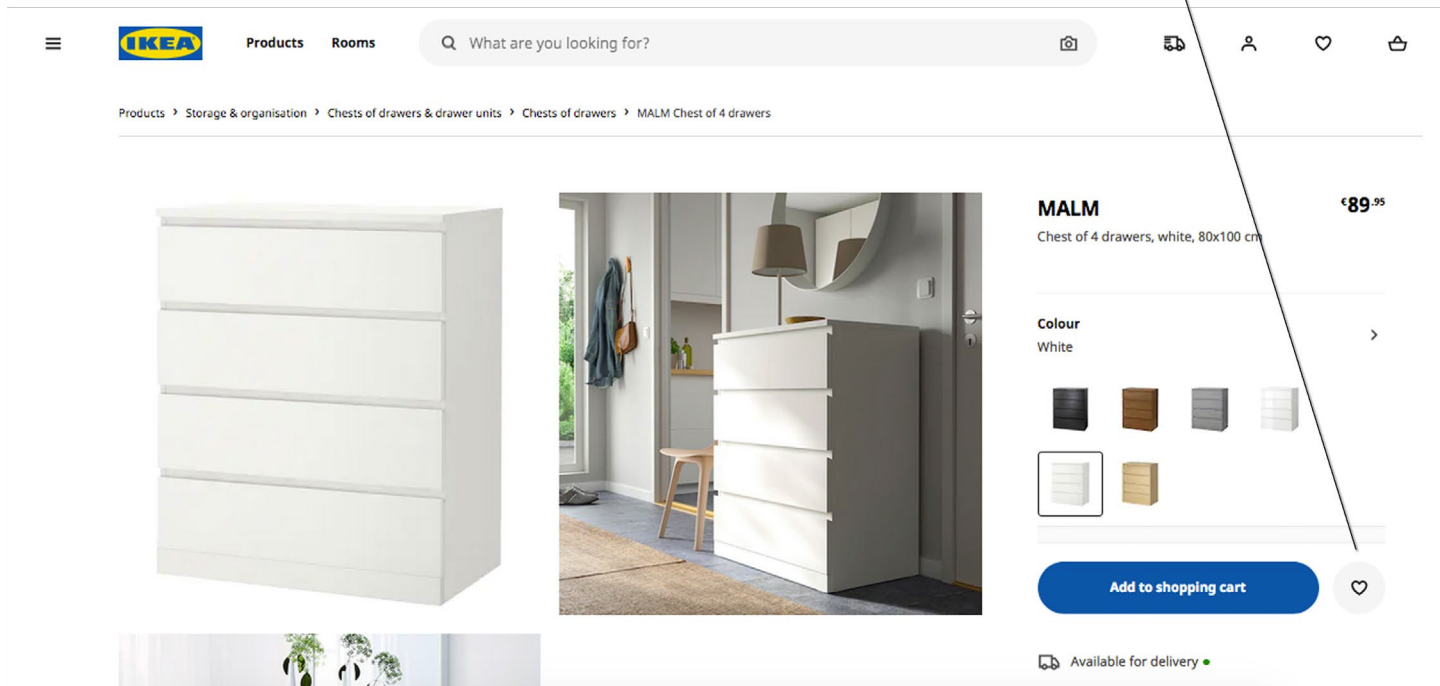 IKEA Products Rooms What are you looking for?
Products > Storage & organisation > Chests of drawers & drawer units > Chests of drawers > MALM Chest of 4 drawers
MALM €89.95
Chest of 4 drawers, white, 80x100 cm
Colour
White
Add to shopping cart
Available for delivery